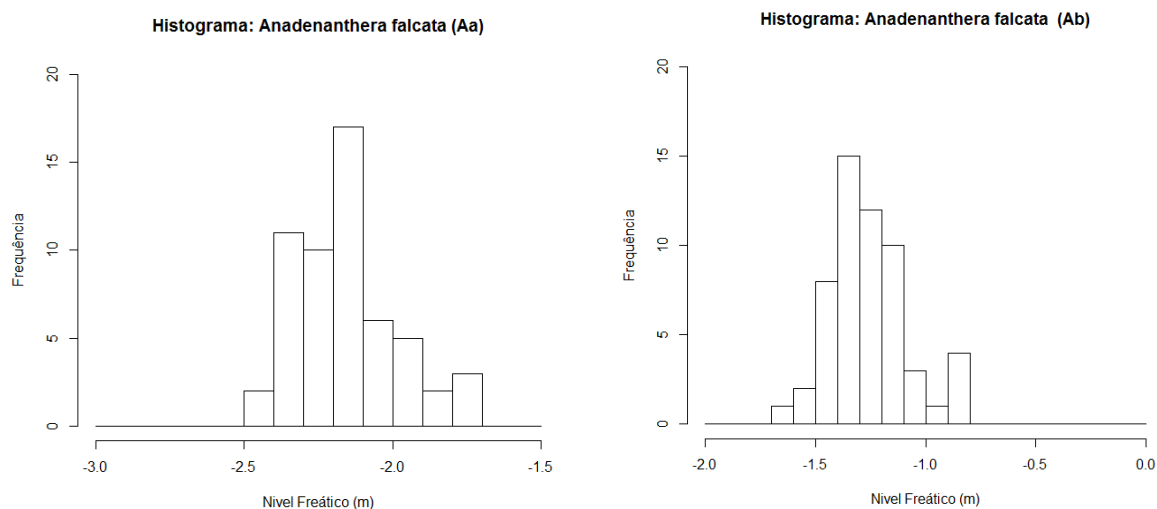 Histograma: Anadenanthera falcata (Aa)
20
15
10
5
0
Frequência
-3.0 -2.5 -2.0 -1.5
Nivel Freático (m)
Histograma: Anadenanthera falcata (Ab)
20
15
10
5
0
Frequência
-2.0 -1.5 -1.0 -0.5 0.0
Nivel Freático (m)